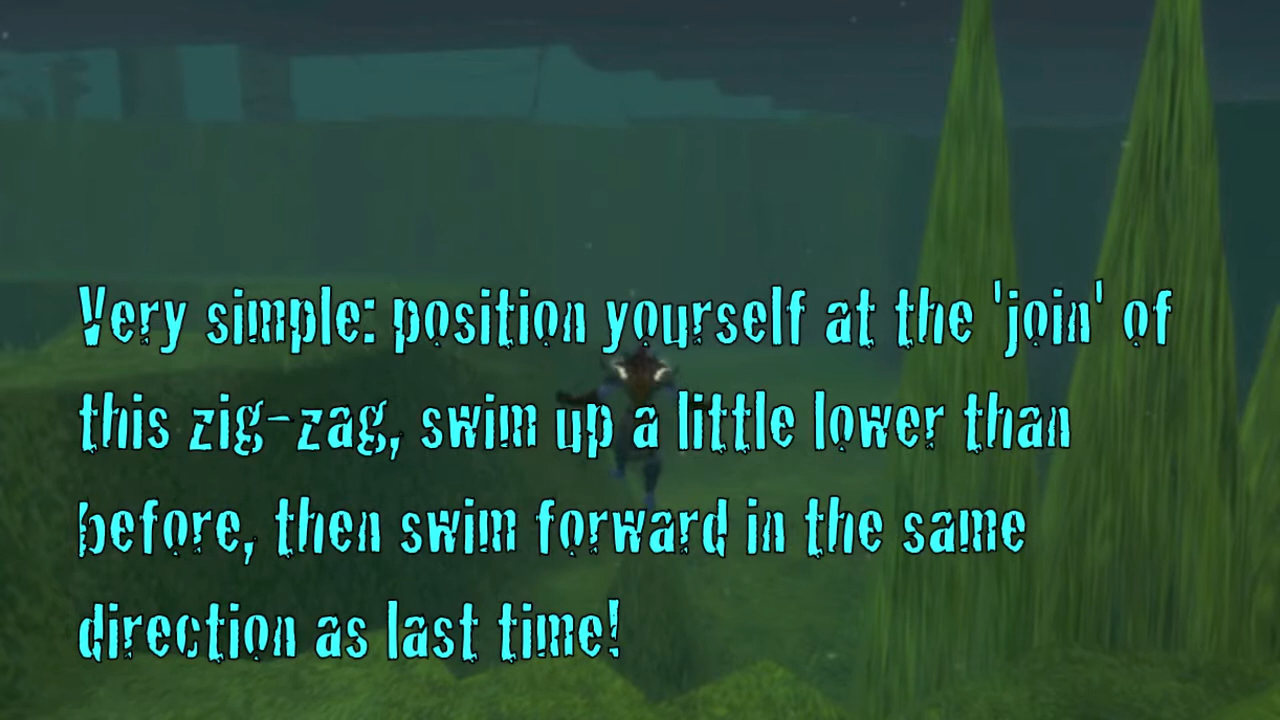 Very simple: position yourself at the 'join' of
this zig-zag, swim up a little lower than
before, then swim forward in the same
direction as last time!